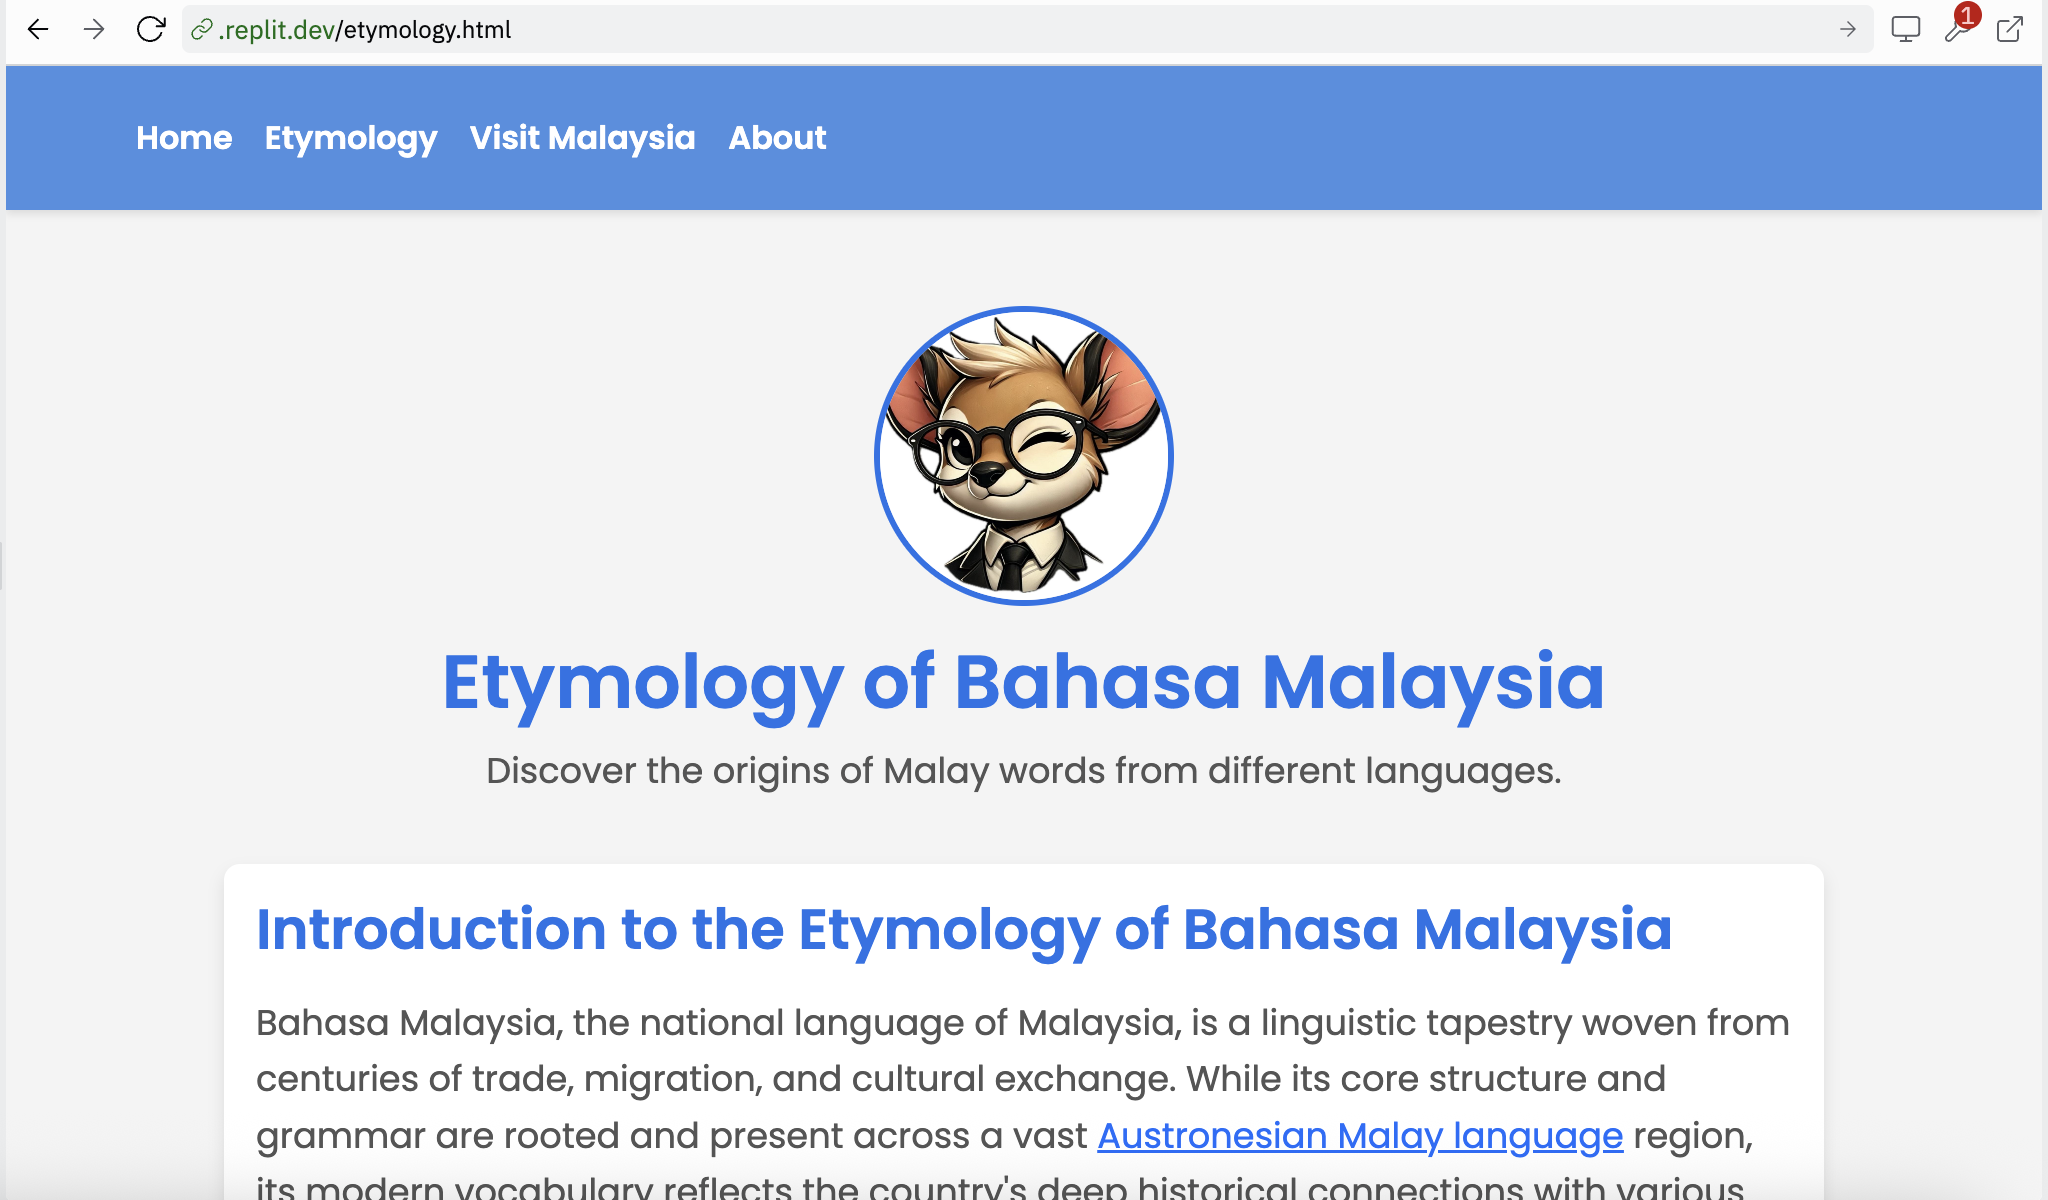 .replit.dev/etymology.html
1
Home Etymology Visit Malaysia About
Etymology of Bahasa Malaysia
Discover the origins of Malay words from different languages.
Introduction to the Etymology of Bahasa Malaysia
Bahasa Malaysia, the national language of Malaysia, is a linguistic tapestry woven from
centuries of trade, migration, and cultural exchange. While its core structure and
grammar are rooted and present across a vast Austronesian Malay language region,
its modern vocabulary reflects the country's deep historical connections with various